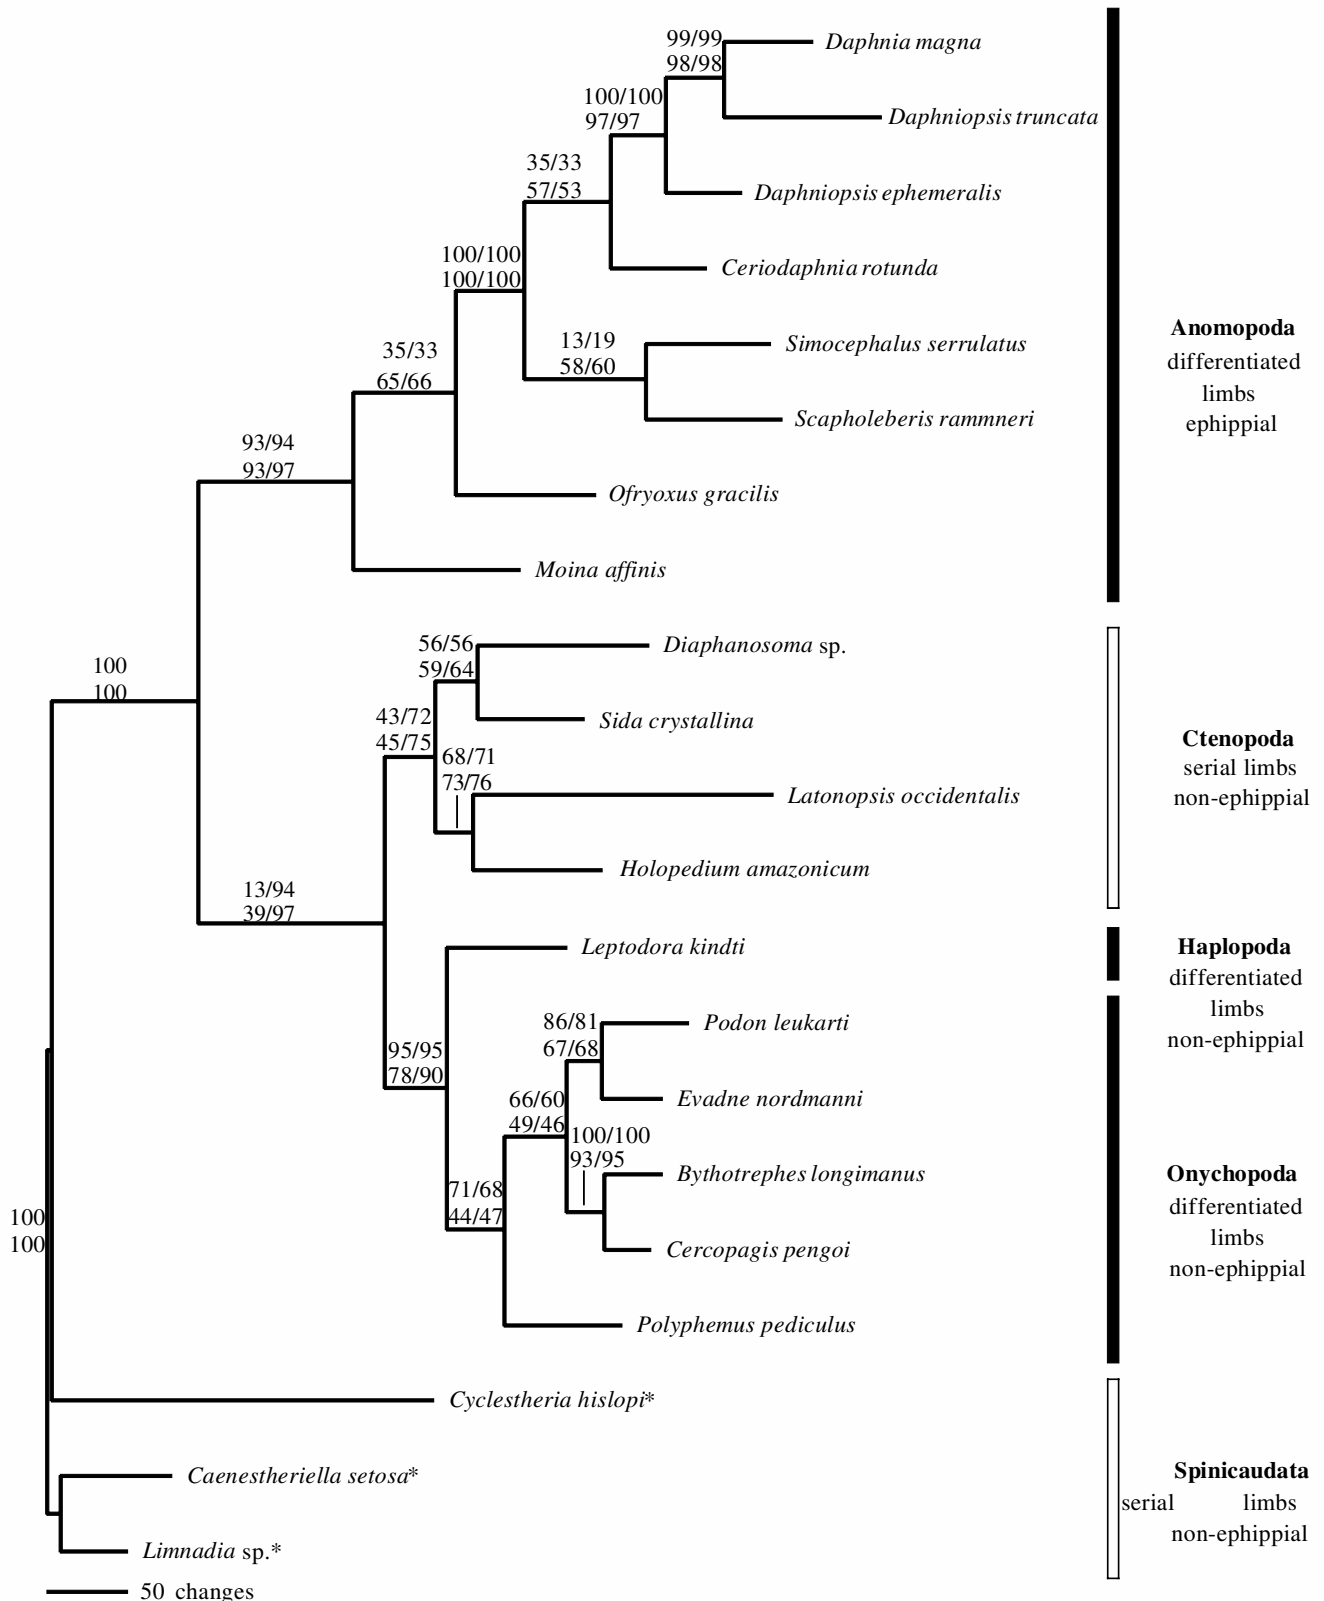 99/99
98/98
Daphnia magna
100/100
97/97
Daphniopsis truncata
35/33
57/53
Daphniopsis ephemeralis
100/100
100/100
Ceriodaphnia rotunda
35/33
65/66
13/19
58/60
Simocephalus serrulatus
Scapholeberis rammneri
93/94
93/97
Ofryoxus gracilis
Moina affinis
Anomopoda
differentiated
limbs
ephippial
100
100
56/56
59/64
Diaphanosoma sp.
43/72
45/75
Sida crystallina
68/71
73/76
Latonopsis occidentalis
Holopedium amazonicum
Ctenopoda
serial limbs
non-ephippial
13/94
39/97
Leptodora kindti
Haplopoda
differentiated
limbs
non-ephippial
95/95
78/90
86/81
67/68
Podon leukarti
66/60
49/46
Evadne nordmanni
100/100
93/95
Bythotrephes longimanus
71/68
44/47
Cercopagis pengoi
Polyphemus pediculus
Onychopoda
differentiated
limbs
non-ephippial
100
100
Cyclestheria hislopi*
Caenestheriella setosa*
Limnadia sp.*
Spinicaudata
serial limbs
non-ephippial
50 changes